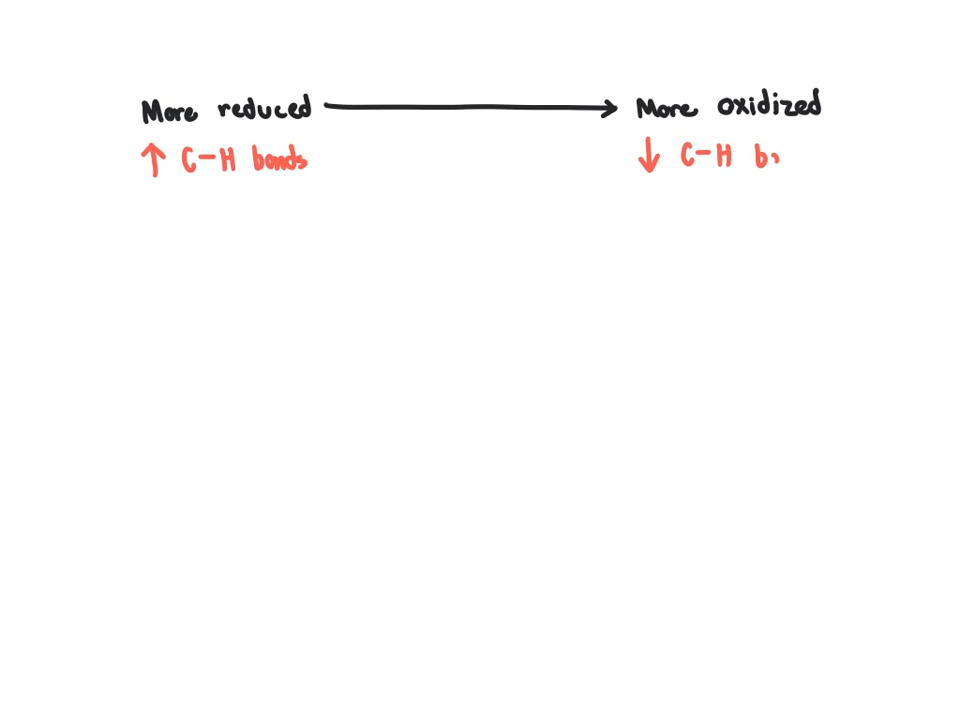 More reduced → More oxidized
↑ C-H bonds ↓ C-H